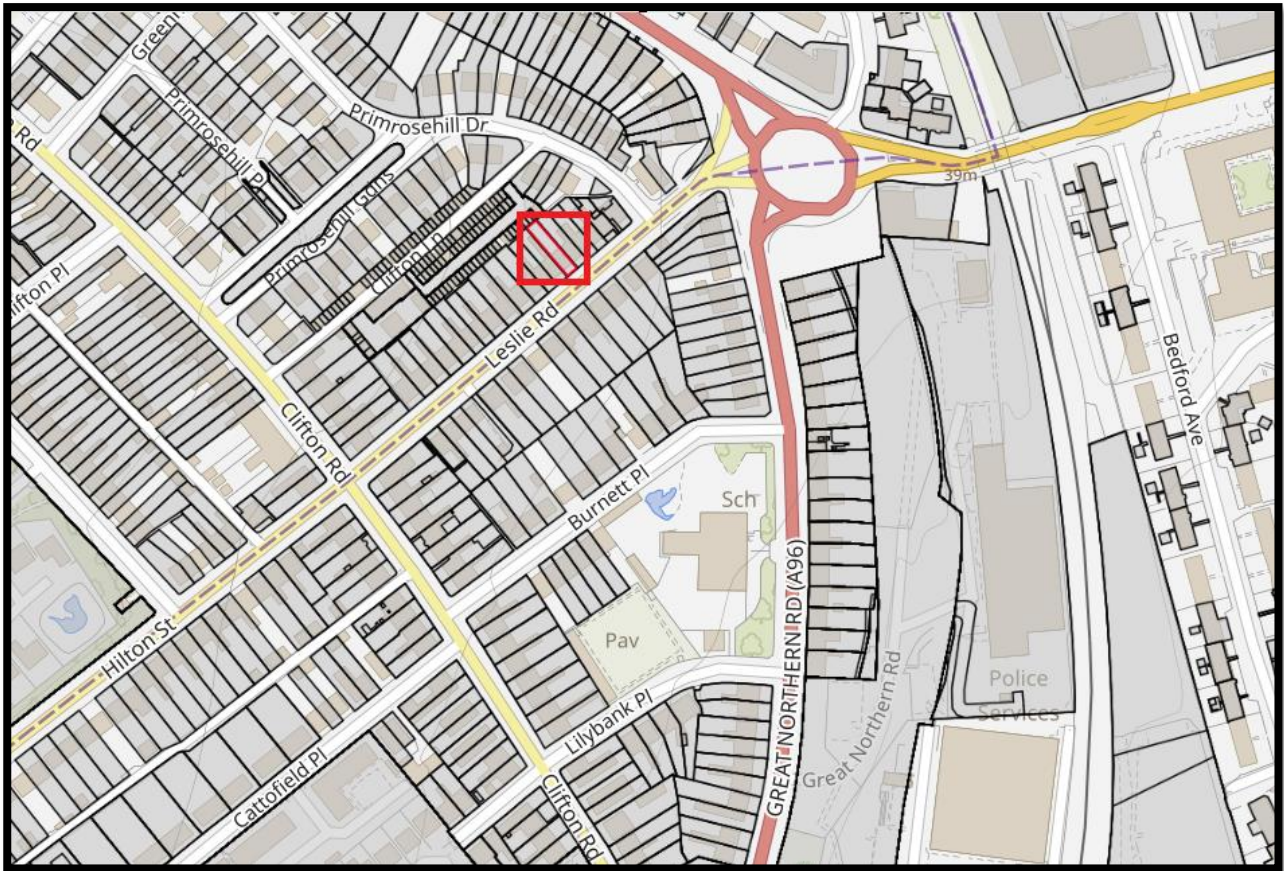 Greenh
Primrosehill Dr
Primrosehill Pl
Rd
39m
Primrosehill Gdns
Clifton Ln
lifton Pl
Leslie Rd
Bedford Ave
Clifton Rd
Burnett Pl
Sch
GREAT NORTHERN RD (A96)
Hilton St
Pav
Police
Services
Lilybank Pl
Great Northern Rd
Cattofield Pl
Clifton Rd